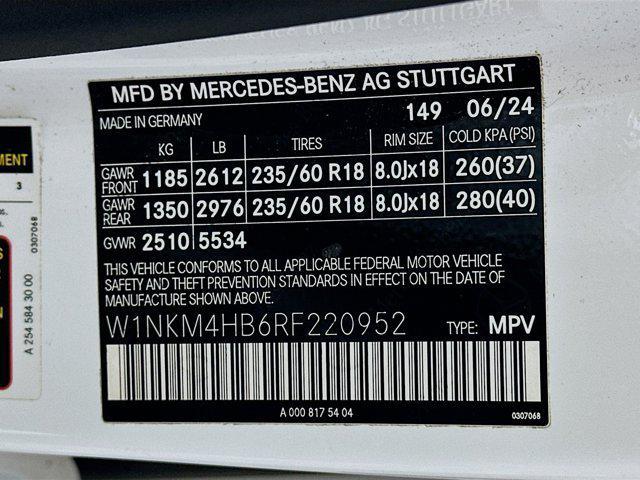 MFD BY MERCEDES-BENZ AG STUTTGART
MADE IN GERMANY 149 06/24
KG LB TIRES RIM SIZE COLD KPA(PSI)
GAWR FRONT 1185 2612 235/60 R18 8.0Jx18 260(37)
GAWR REAR 1350 2976 235/60 R18 8.0Jx18 280(40)
GVWR 2510 5534
THIS VEHICLE CONFORMS TO ALL APPLICABLE FEDERAL MOTOR VEHICLE
SAFETY AND THEFT PREVENTION STANDARDS IN EFFECT ON THE DATE OF
MANUFACTURE SHOWN ABOVE.
W1NKM4HB6RF220952 TYPE: MPV
A 000 817 54 04
0307068
3
0307068
A 254 584 30 00